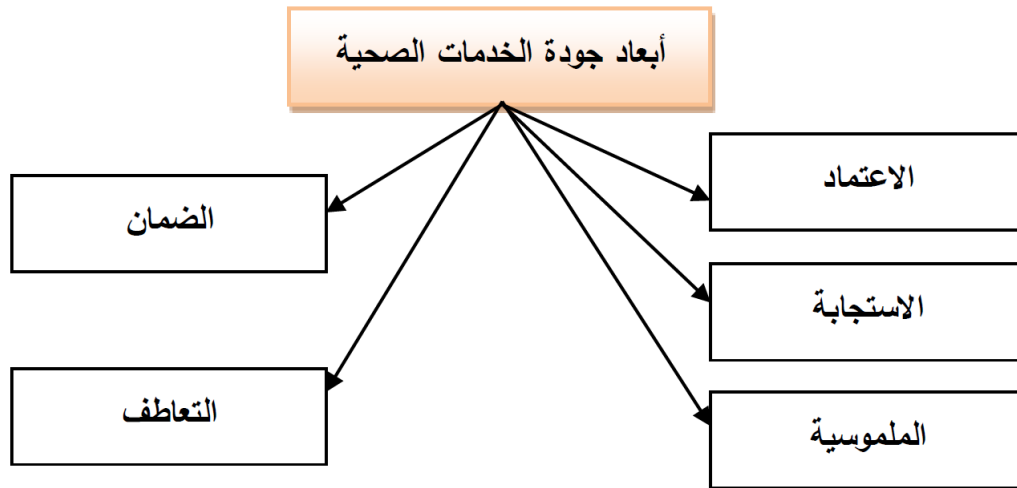 أبعاد جودة الخدمات الصحية
الاعتماد
الضمان
الاستجابة
التعاطف
الملموسية